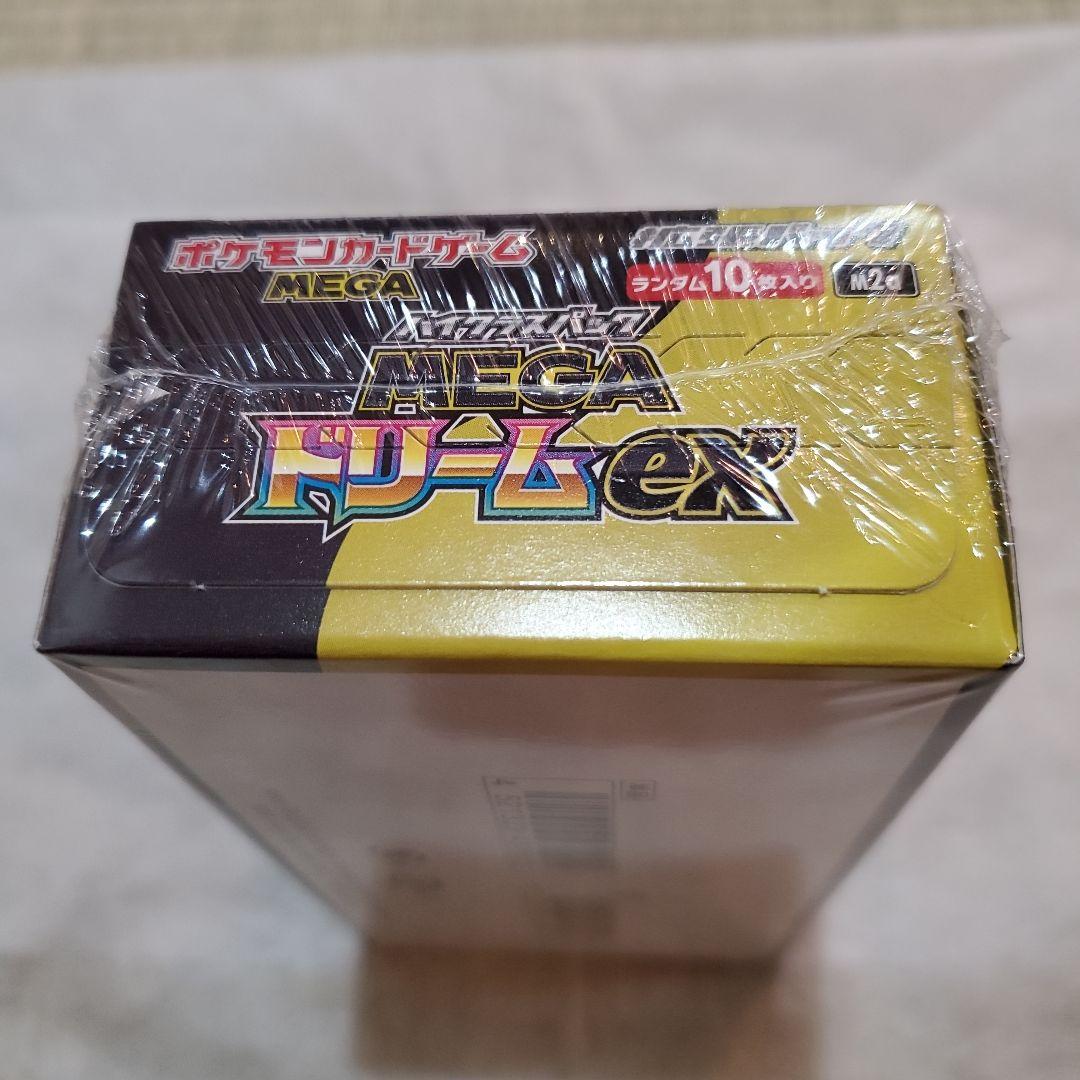 ポケモンカードゲーム
MEGA
ランダム10枚入り
M2a
ハイクラスパック
MEGA
ドリームex